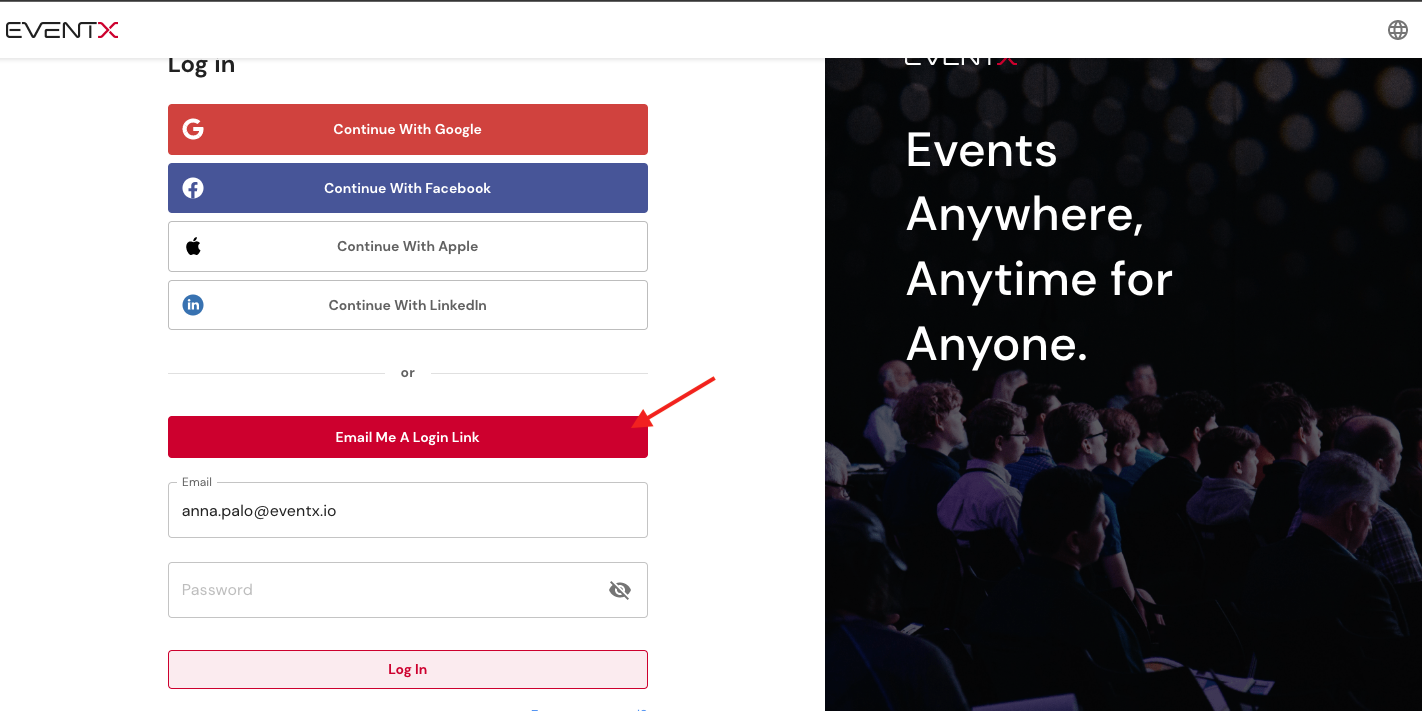 EVENTX
Log in
EVENTX
Continue With Google
Continue With Facebook
Continue With Apple
in
Continue With LinkedIn
or
Email Me A Login Link
Email
anna.palo@eventx.io
Password
Log In
Events
Anywhere,
Anytime for
Anyone.